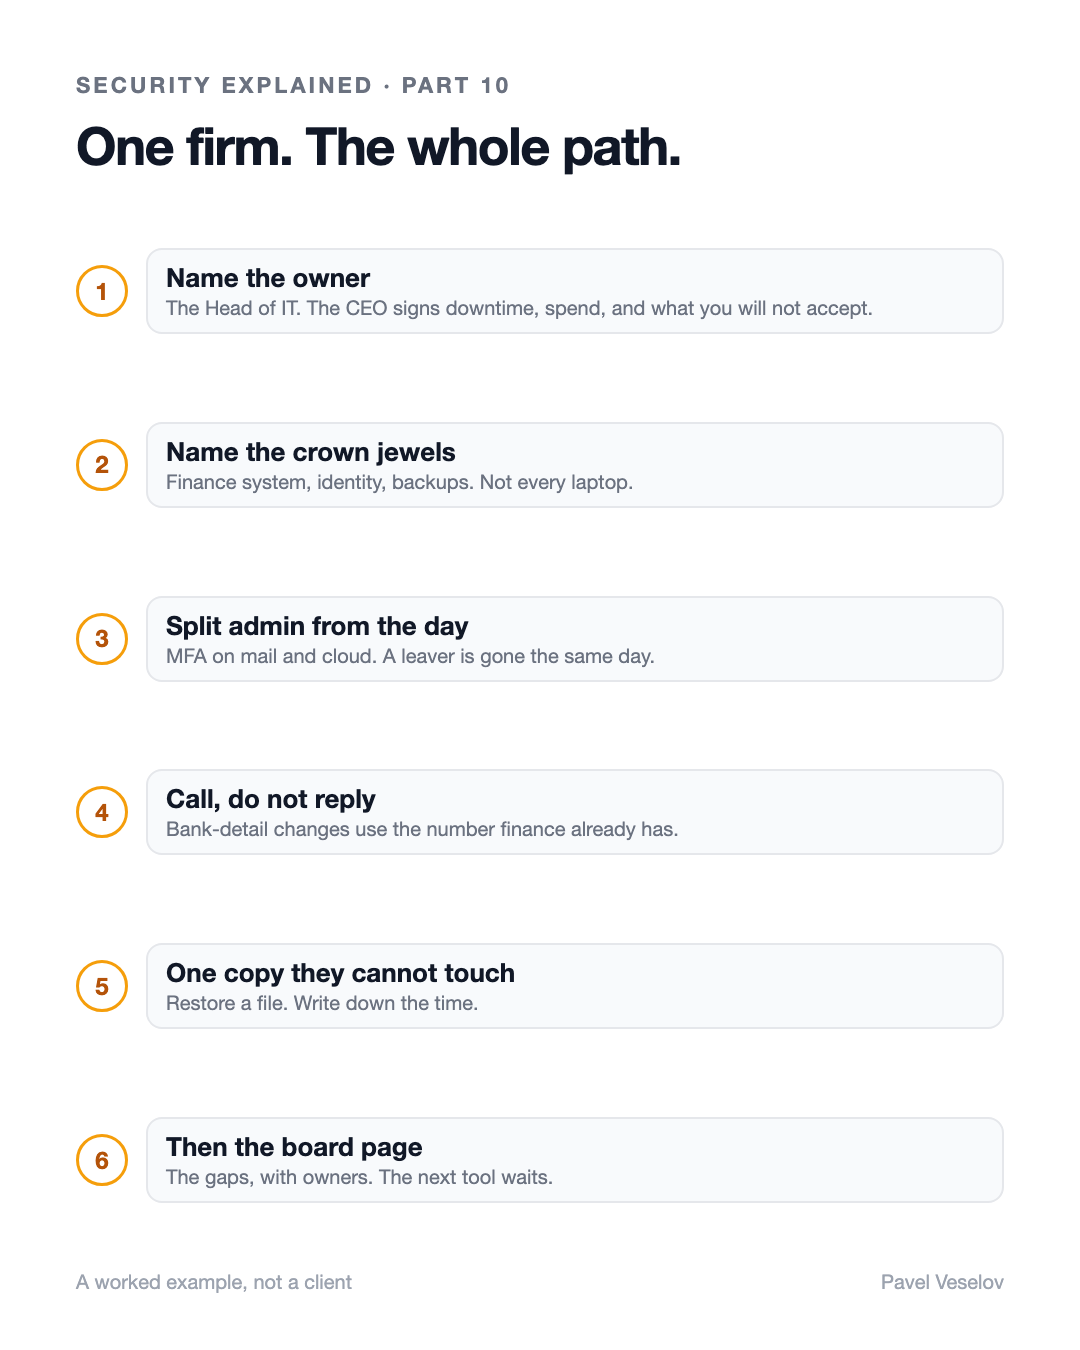 SECURITY EXPLAINED · PART 10
One firm. The whole path.
1
Name the owner
The Head of IT. The CEO signs downtime, spend, and what you will not accept.
2
Name the crown jewels
Finance system, identity, backups. Not every laptop.
3
Split admin from the day
MFA on mail and cloud. A leaver is gone the same day.
4
Call, do not reply
Bank-detail changes use the number finance already has.
5
One copy they cannot touch
Restore a file. Write down the time.
6
Then the board page
The gaps, with owners. The next tool waits.
A worked example, not a client
Pavel Veselov